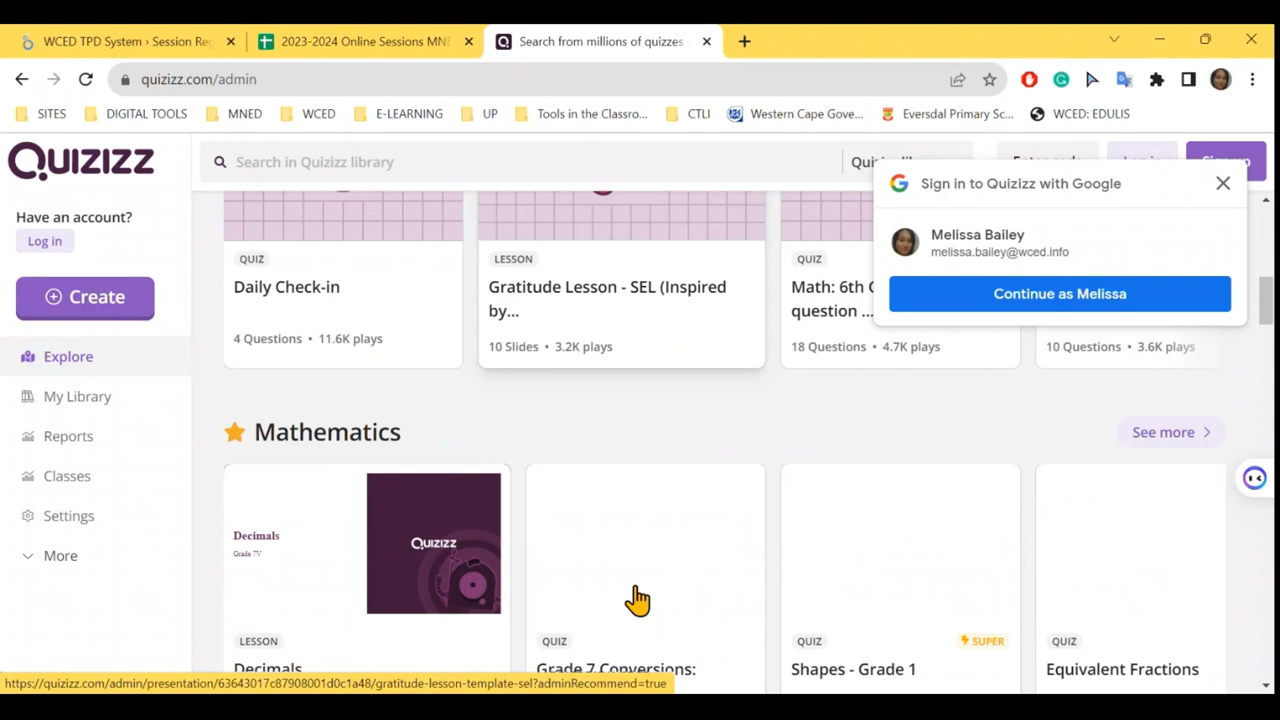 WCED TPD System › Session Reg
2023-2024 Online Sessions MNE
Search from millions of quizzes
quizizz.com/admin
SITES
DIGITAL TOOLS
MNED
WCED
E-LEARNING
UP
Tools in the Classro...
CTLI
Western Cape Gove...
Eversdal Primary Sc...
WCED: EDULIS
Quizizz
Search in Quizizz library
Have an account?
Log in
Create
Explore
My Library
Reports
Classes
Settings
More
Sign in to Quizizz with Google
Melissa Bailey
melissa.bailey@wced.info
Continue as Melissa
QUIZ
Daily Check-in
4 Questions • 11.6K plays
LESSON
Gratitude Lesson - SEL (Inspired
by...
10 Slides • 3.2K plays
QUIZ
Math: 6th
question ...
18 Questions • 4.7K plays
10 Questions • 3.6K plays
Mathematics
See more
Decimals
Grade 7V
Quizizz
LESSON
Decimals
QUIZ
Grade 7 Conversions:
QUIZ
SUPER
Shapes - Grade 1
QUIZ
Equivalent Fractions
https://quizizz.com/admin/presentation/63643017c87908001d0c1a48/gratitude-lesson-template-sel?adminRecommend=true